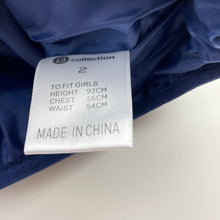 collection
2
TO FIT GIRLS
HEIGHT 92CM
CHEST 56CM
WAIST 54CM
MADE IN CHINA